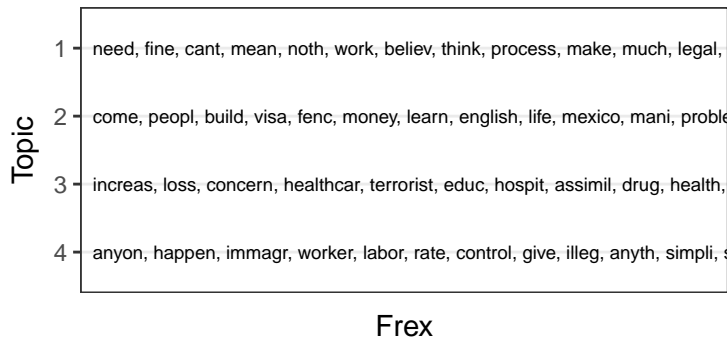 1 need, fine, cant, mean, noth, work, believ, think, process, make, much, legal,
2 come, peopl, build, visa, fenc, money, learn, english, life, mexico, mani,
3 increas, loss, concern, healthcar, terrorist, educ, hospit, assimil, drug, health,
4 anyon, happen, immagr, worker, labor, rate, control, give, illeg, anyth, simpli,
Topic
Frex